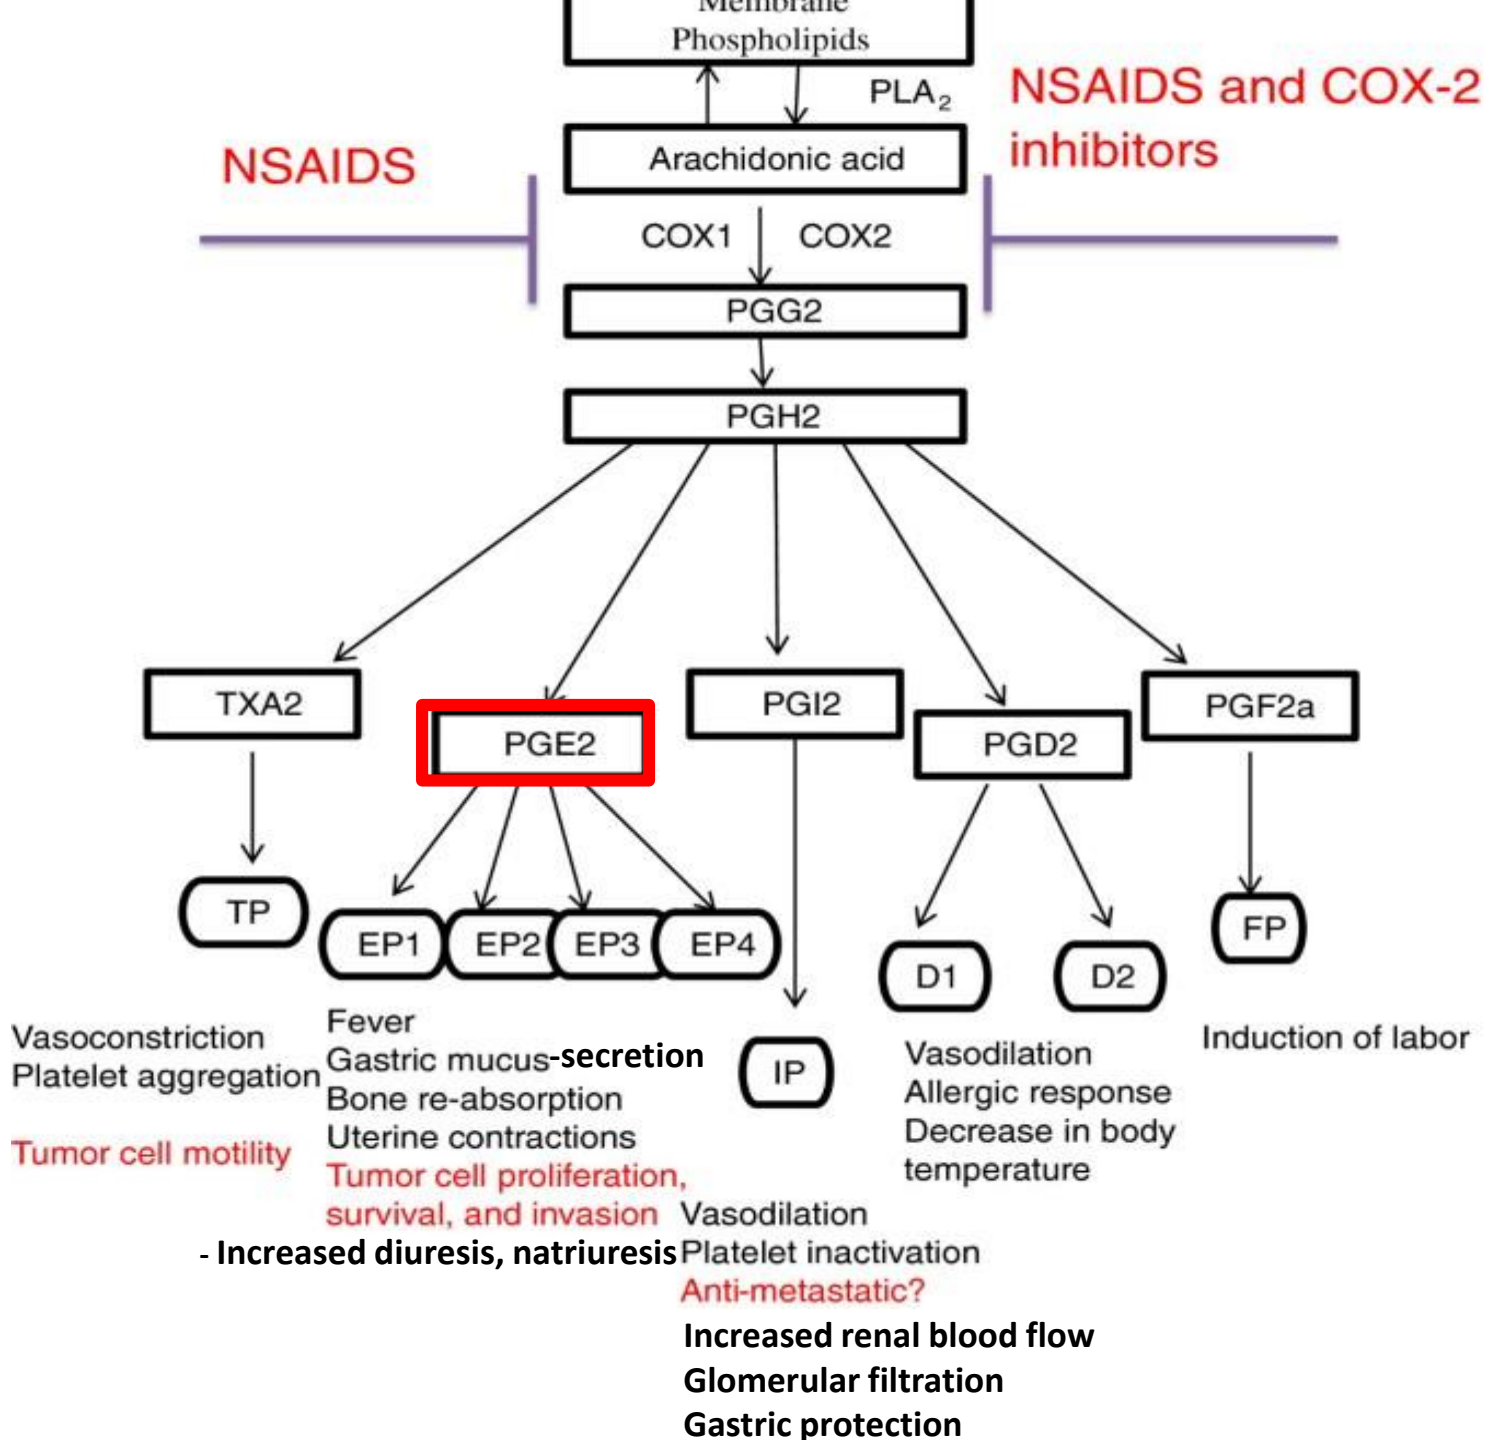 Membrane
Phospholipids
PLA2
NSAIDS and COX-2
inhibitors
NSAIDS
Arachidonic acid
COX1 COX2
PGG2
PGH2
TXA2
PGE2
PGI2
PGD2
PGF2a
TP
EP1
EP2
EP3
EP4
IP
D1
D2
FP
Vasoconstriction
Platelet aggregation
Tumor cell motility
Fever
Gastric mucus-secretion
Bone re-absorption
Uterine contractions
Tumor cell proliferation,
survival, and invasion
- Increased diuresis, natriuresis
Vasodilation
Platelet inactivation
Anti-metastatic?
Increased renal blood flow
Glomerular filtration
Gastric protection
Vasodilation
Allergic response
Decrease in body
temperature
Induction of labor